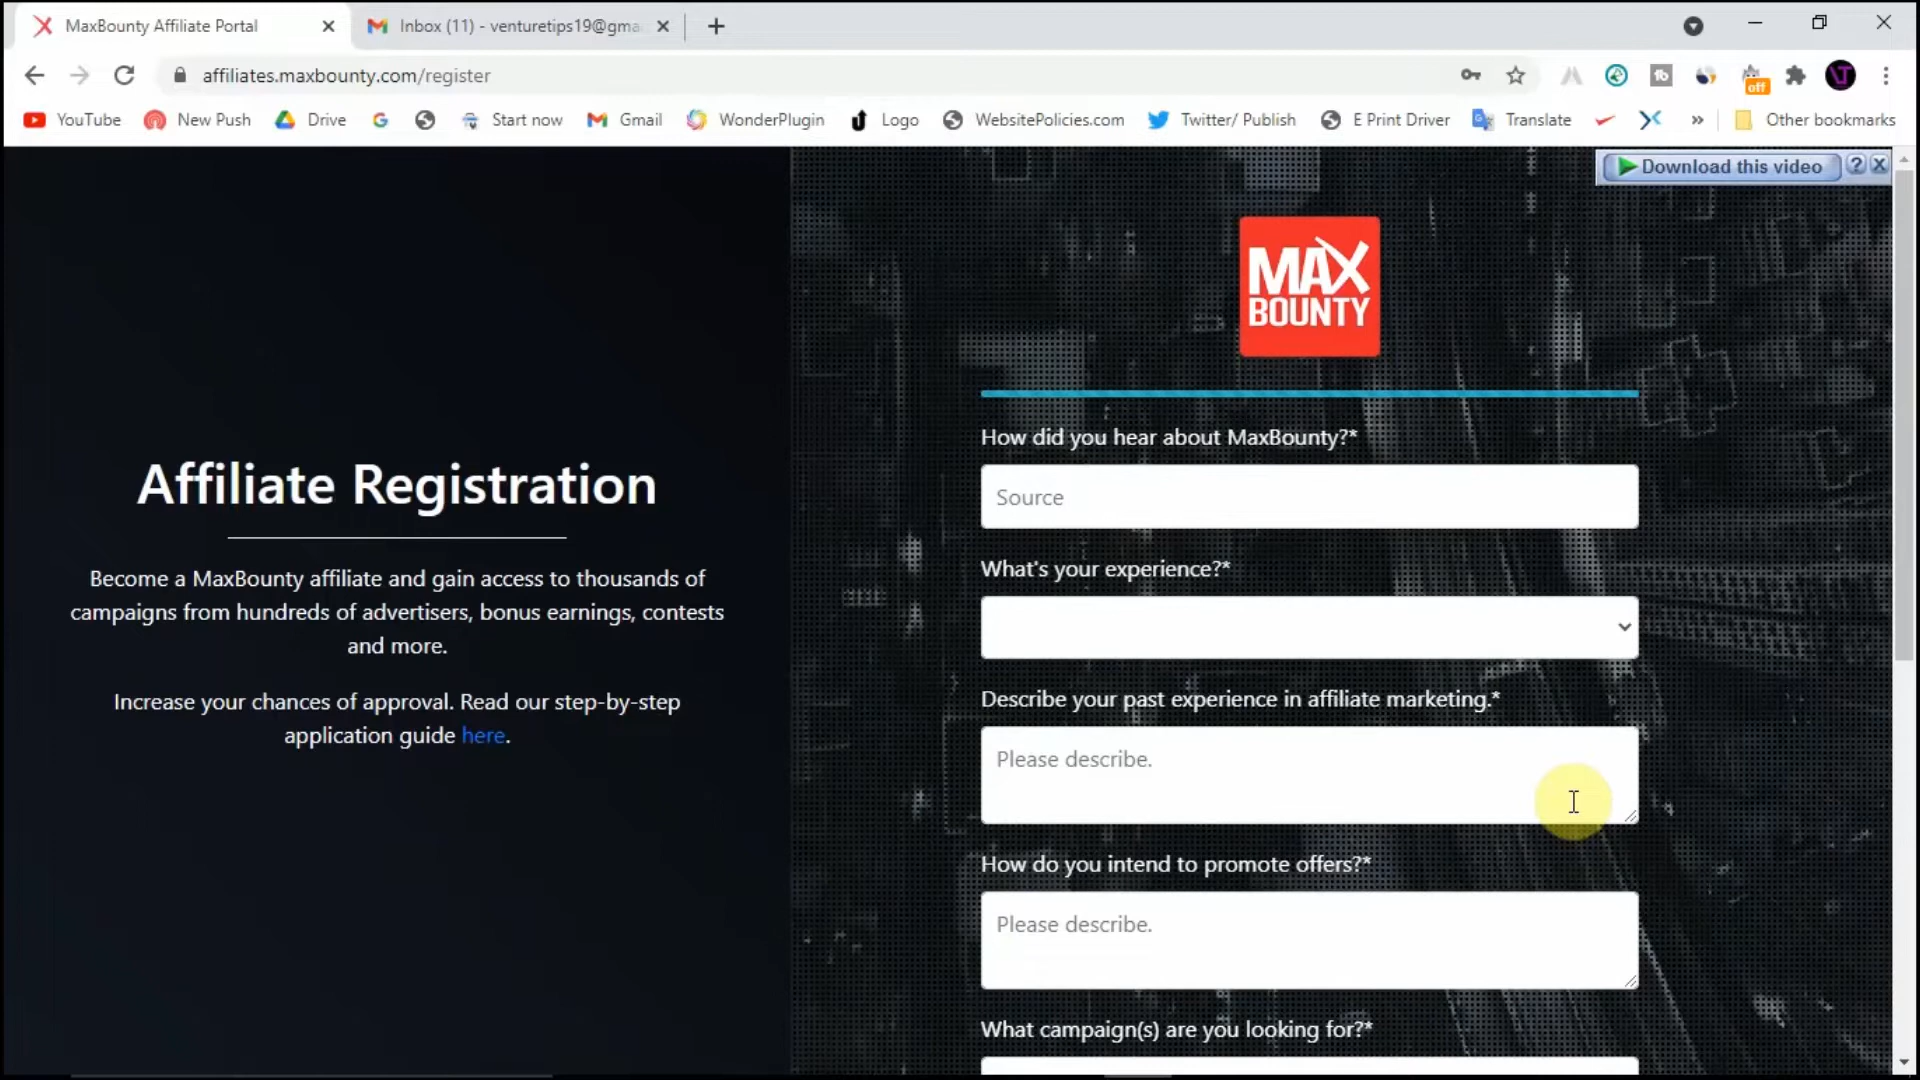 MaxBounty Affiliate Portal
Inbox (11) - venturetips19@gma
affiliates.maxbounty.com/register
off
YouTube
New Push
Drive
Start now
Gmail
WonderPlugin
Logo
WebsitePolicies.com
Twitter/ Publish
E Print Driver
Translate
»
Other bookmarks
Download this video
?
MAX
BOUNTY
Affiliate Registration
Become a MaxBounty affiliate and gain access to thousands of
campaigns from hundreds of advertisers, bonus earnings, contests
and more.
Increase your chances of approval. Read our step-by-step
application guide here.
How did you hear about MaxBounty?*
Source
What's your experience?*
Describe your past experience in affiliate marketing.*
Please describe.
How do you intend to promote offers?*
Please describe.
What campaign(s) are you looking for?*